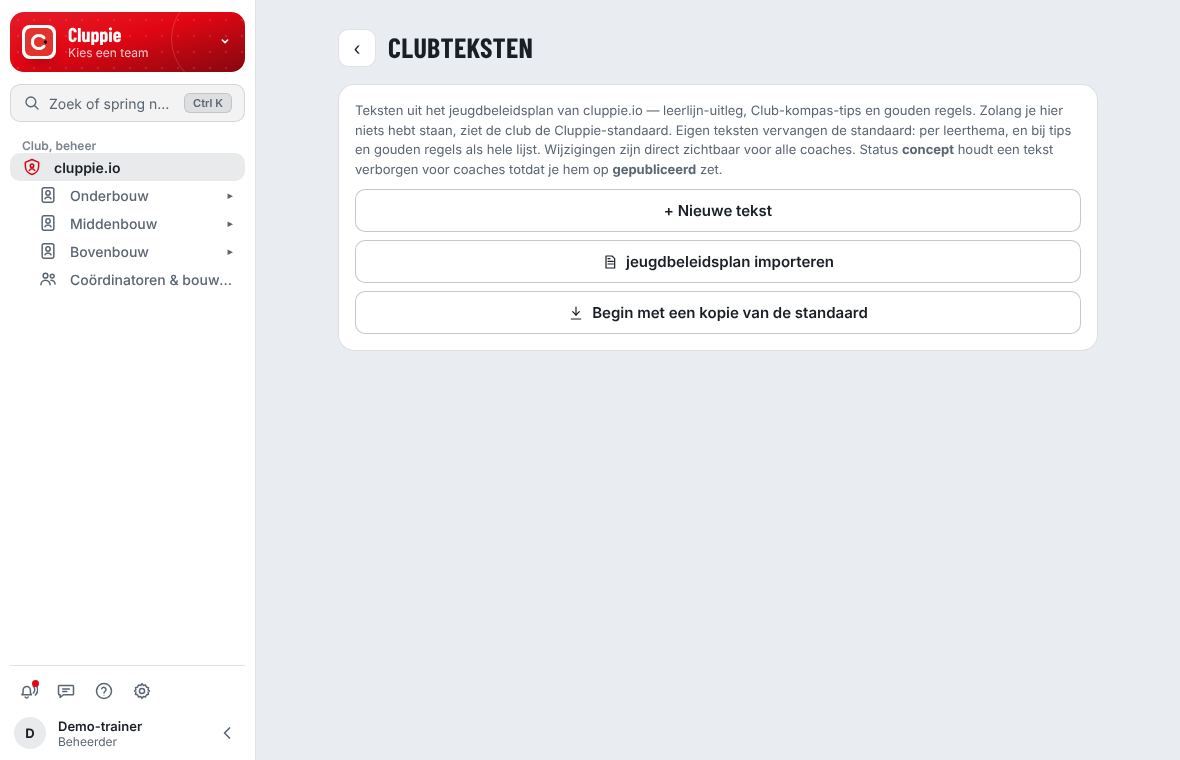 Cluppie
Kies een team
Zoek of spring n...
Ctrl K
Club, beheer
cluppie.io
Onderbouw
Middenbouw
Bovenbouw
Coördinatoren & bouw...
Demo-trainer
Beheerder
D
CLUBTEKSTEN
Teksten uit het jeugdbeleidsplan van cluppie.io — leerlijn-uitleg, Club-kompas-tips en gouden regels. Zolang je hier
niets hebt staan, ziet de club de Cluppie-standaard. Eigen teksten vervangen de standaard: per leerthema, en bij tips
en gouden regels als hele lijst. Wijzigingen zijn direct zichtbaar voor alle coaches. Status concept houdt een tekst
verborgen voor coaches totdat je hem op gepubliceerd zet.
+ Nieuwe tekst
jeugdbeleidsplan importeren
Begin met een kopie van de standaard